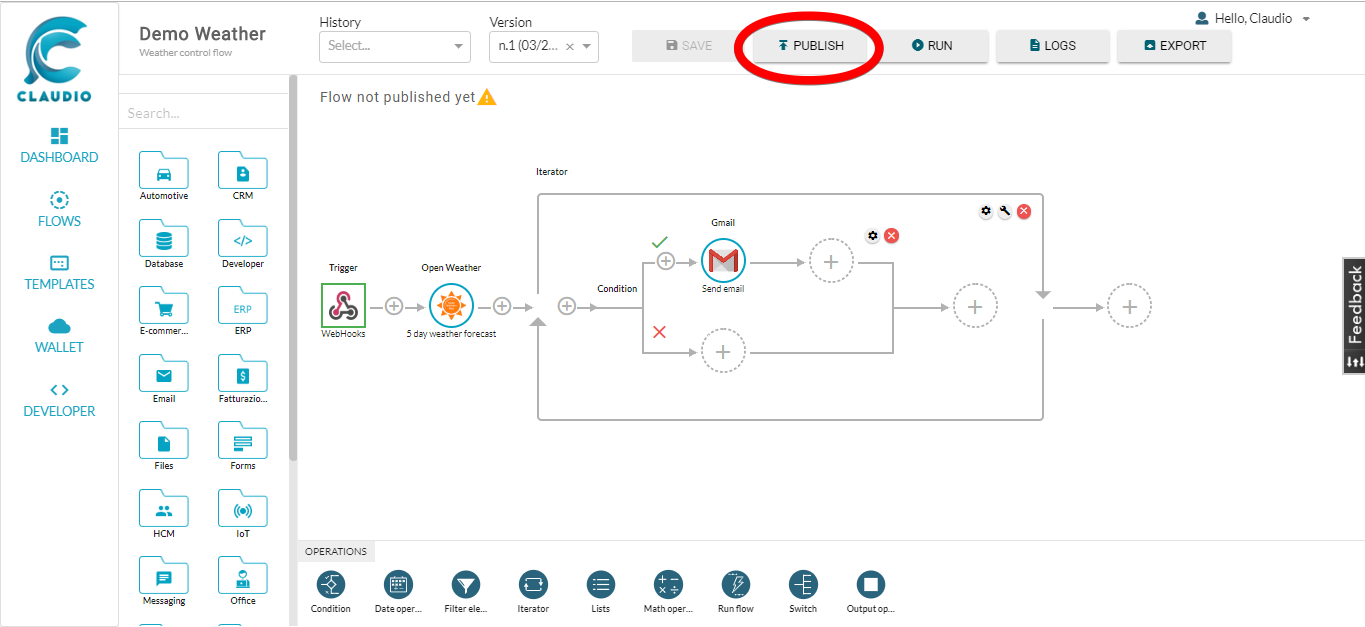 CLAUDIO
DASHBOARD
FLOWS
TEMPLATES
WALLET
DEVELOPER
Demo Weather
Weather control flow
History
Select...
Version
n.1 (03/2...
SAVE
PUBLISH
RUN
LOGS
EXPORT
Hello, Claudio
Search...
Automotive
CRM
Database
Developer
E-commer...
ERP
ERP
Email
Fatturazio...
Files
Forms
HCM
IoT
Messaging
Office
Flow not published yet
Iterator
Gmail
Trigger
Open Weather
Condition
Send email
WebHooks
5 day weather forecast
Feedback
OPERATIONS
Condition
Date oper...
Filter ele...
Iterator
Lists
Math oper...
Run flow
Switch
Output op...